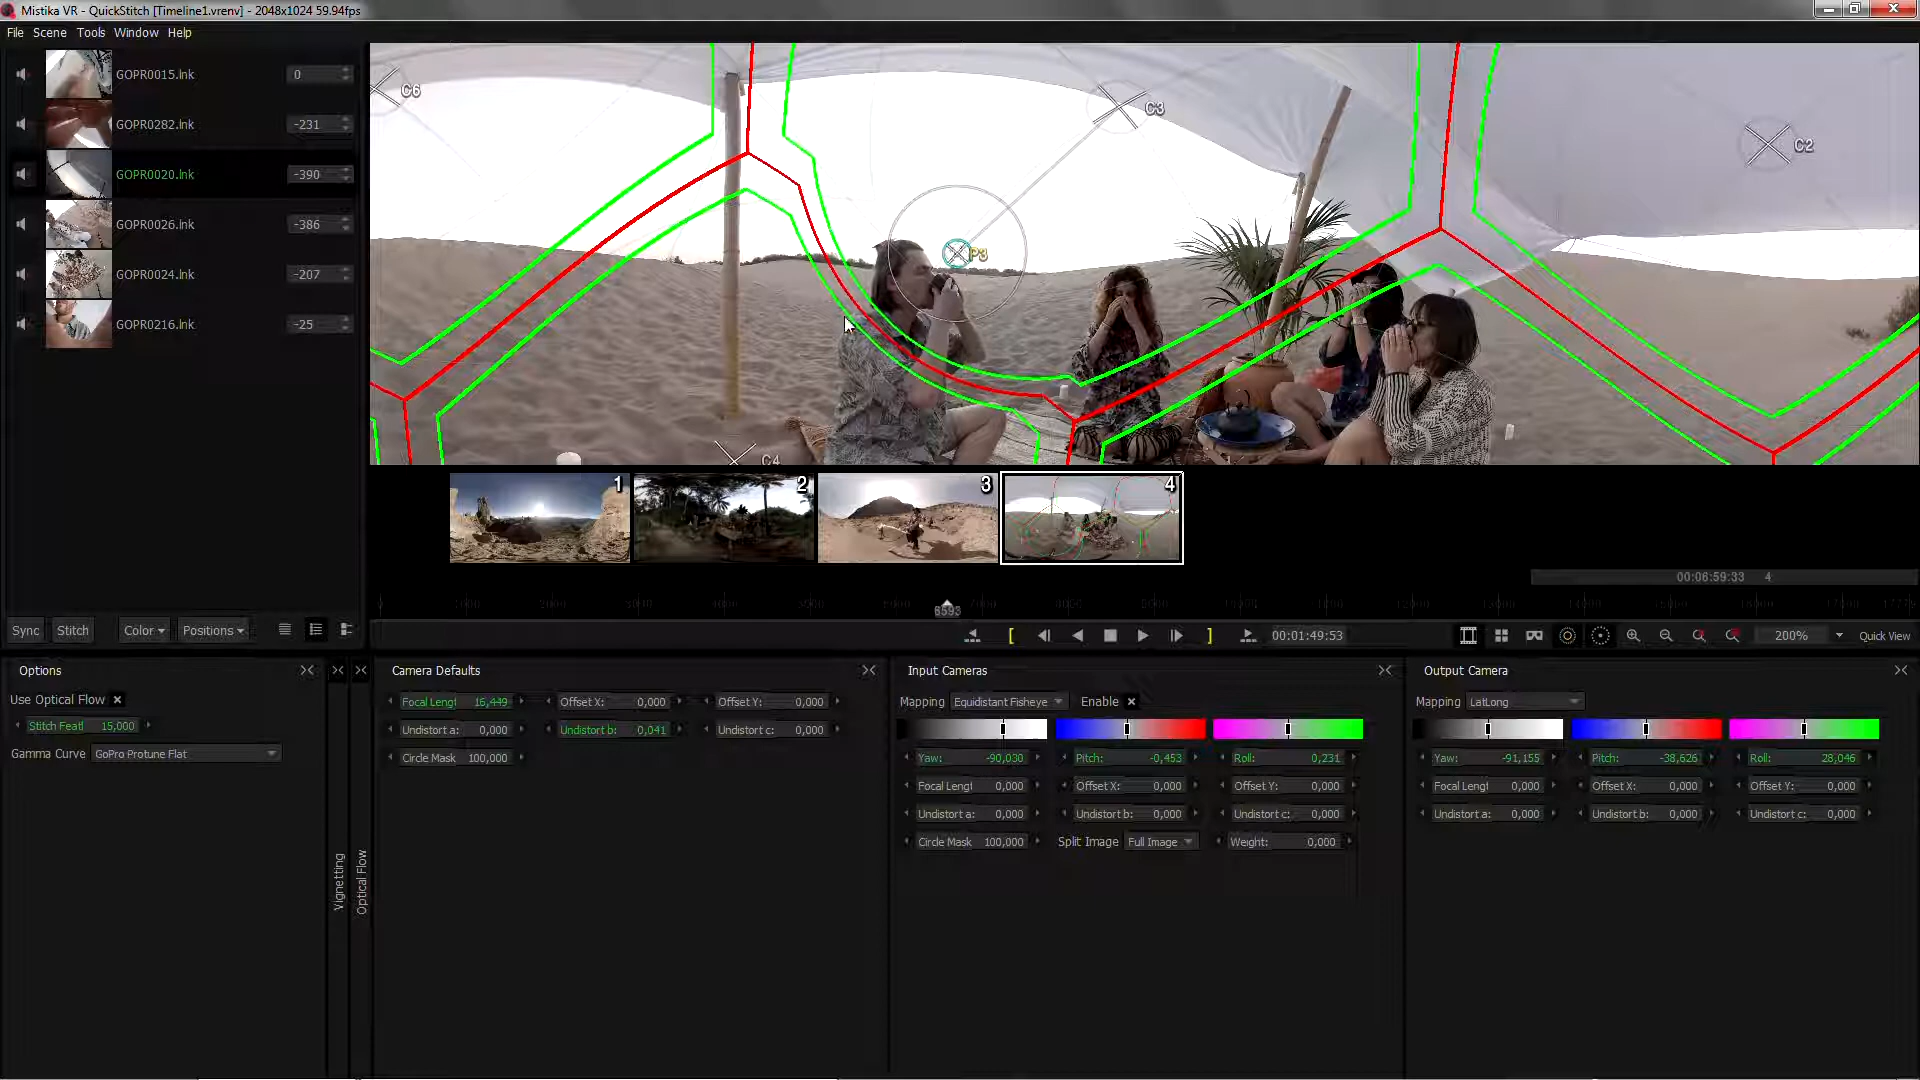 Mistika VR - QuickStitch [Timeline1.vrenv] - 2048x1024 59.94fps
File Scene Tools Window Help
GOPR0015.lnk 0
GOPR0282.lnk -231
GOPR0020.lnk -390
GOPR0026.lnk -386
GOPR0024.lnk -207
GOPR0216.lnk -25
C6
C3
C2
P3
C4
1 2 3 4
00:06:59:33 4
6593
Sync Stitch Color Positions
00:01:49:53
200% Quick View
Options
Use Optical Flow
Stitch Featl 15,000
Gamma Curve GoPro Protune Flat
Vignetting
Optical Flow
Camera Defaults
Focal Lengt 16,449 Offset X: 0,000 Offset Y: 0,000
Undistort a: 0,000 Undistort b: 0,041 Undistort c: 0,000
Circle Mask 100,000
Input Cameras
Mapping Equidistant Fisheye Enable
Yaw: -90,030 Pitch: -0,453 Roll: 0,231
Focal Lengt 0,000 Offset X: 0,000 Offset Y: 0,000
Undistort a: 0,000 Undistort b: 0,000 Undistort c: 0,000
Circle Mask 100,000 Split Image Full Image Weight: 0,000
Output Camera
Mapping LatLong
Yaw: -91,155 Pitch: -38,626 Roll: 28,046
Focal Lengt 0,000 Offset X: 0,000 Offset Y: 0,000
Undistort a: 0,000 Undistort b: 0,000 Undistort c: 0,000